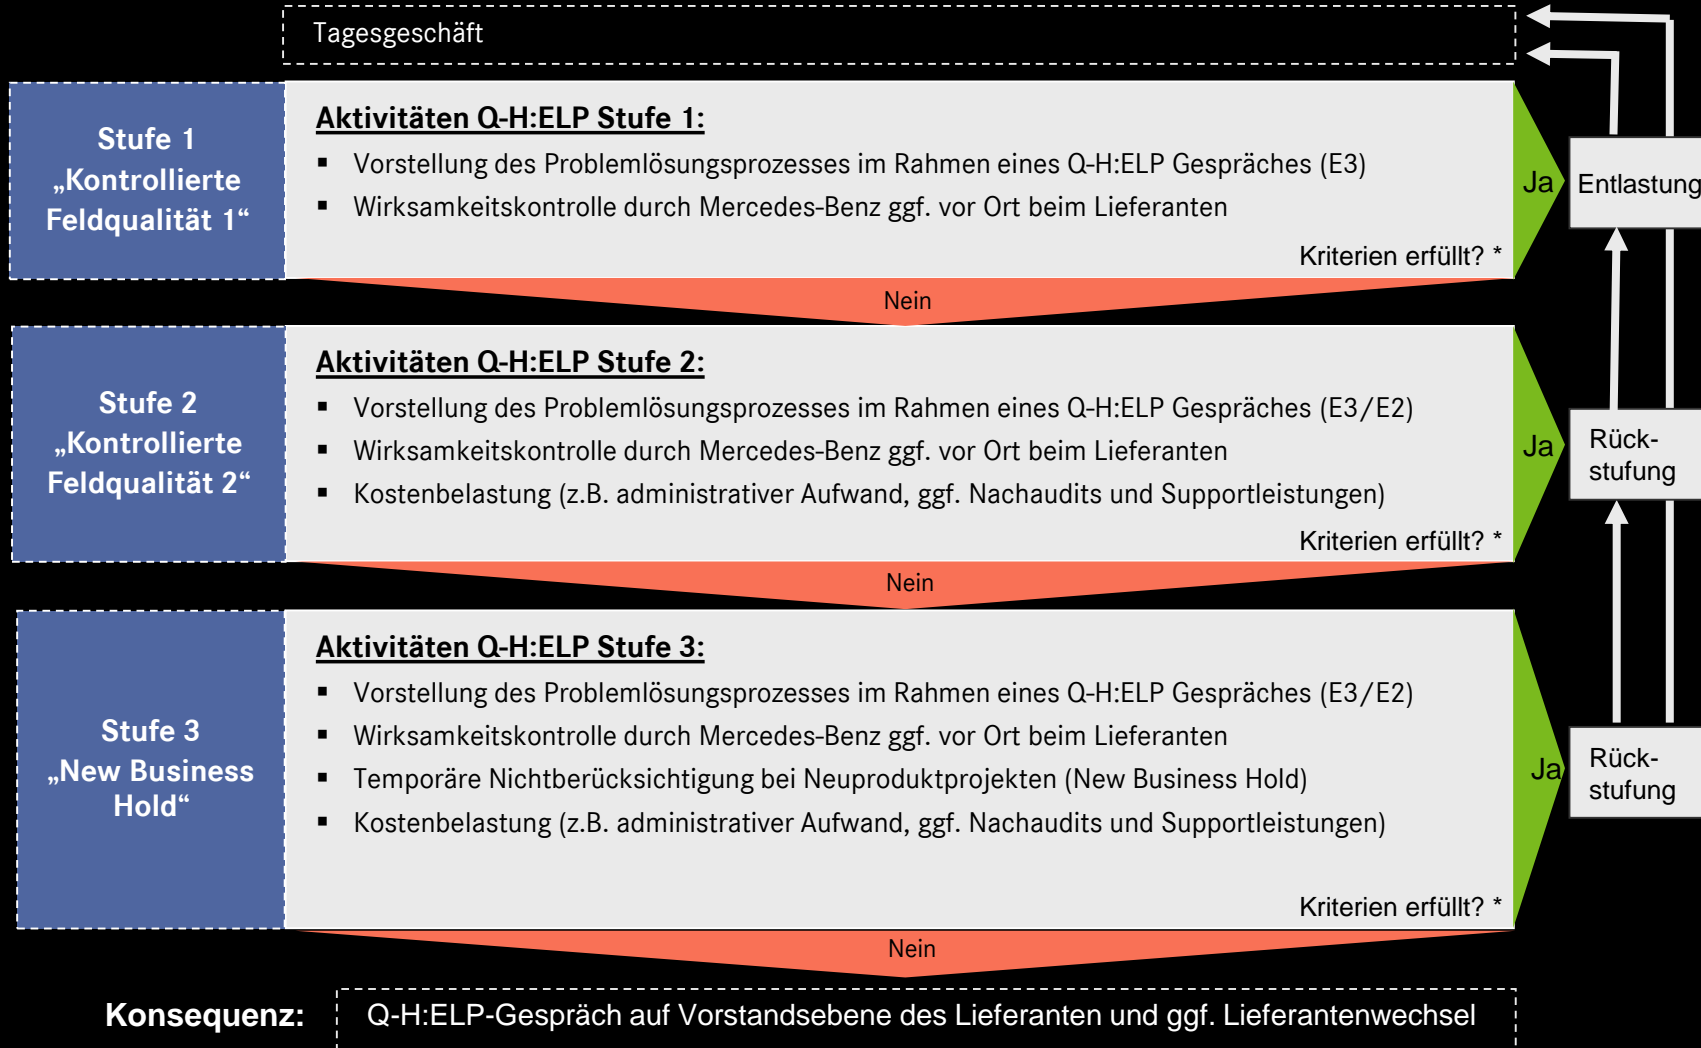 Tagesgeschäft
Stufe 1
„Kontrollierte
Feldqualität 1“
Aktivitäten Q-H:ELP Stufe 1:
▪ Vorstellung des Problemlösungsprozesses im Rahmen eines Q-H:ELP Gespräches (E3)
▪ Wirksamkeitskontrolle durch Mercedes-Benz ggf. vor Ort beim Lieferanten
Kriterien erfüllt? *
Ja
Entlastung
Nein
Stufe 2
„Kontrollierte
Feldqualität 2“
Aktivitäten Q-H:ELP Stufe 2:
▪ Vorstellung des Problemlösungsprozesses im Rahmen eines Q-H:ELP Gespräches (E3/E2)
▪ Wirksamkeitskontrolle durch Mercedes-Benz ggf. vor Ort beim Lieferanten
▪ Kostenbelastung (z.B. administrativer Aufwand, ggf. Nachaudits und Supportleistungen)
Kriterien erfüllt? *
Ja
Rück-
stufung
Nein
Stufe 3
„New Business
Hold“
Aktivitäten Q-H:ELP Stufe 3:
▪ Vorstellung des Problemlösungsprozesses im Rahmen eines Q-H:ELP Gespräches (E3/E2)
▪ Wirksamkeitskontrolle durch Mercedes-Benz ggf. vor Ort beim Lieferanten
▪ Temporäre Nichtberücksichtigung bei Neuproduktprojekten (New Business Hold)
▪ Kostenbelastung (z.B. administrativer Aufwand, ggf. Nachaudits und Supportleistungen)
Kriterien erfüllt? *
Ja
Rück-
stufung
Nein
Konsequenz:
Q-H:ELP-Gespräch auf Vorstandsebene des Lieferanten und ggf. Lieferantenwechsel